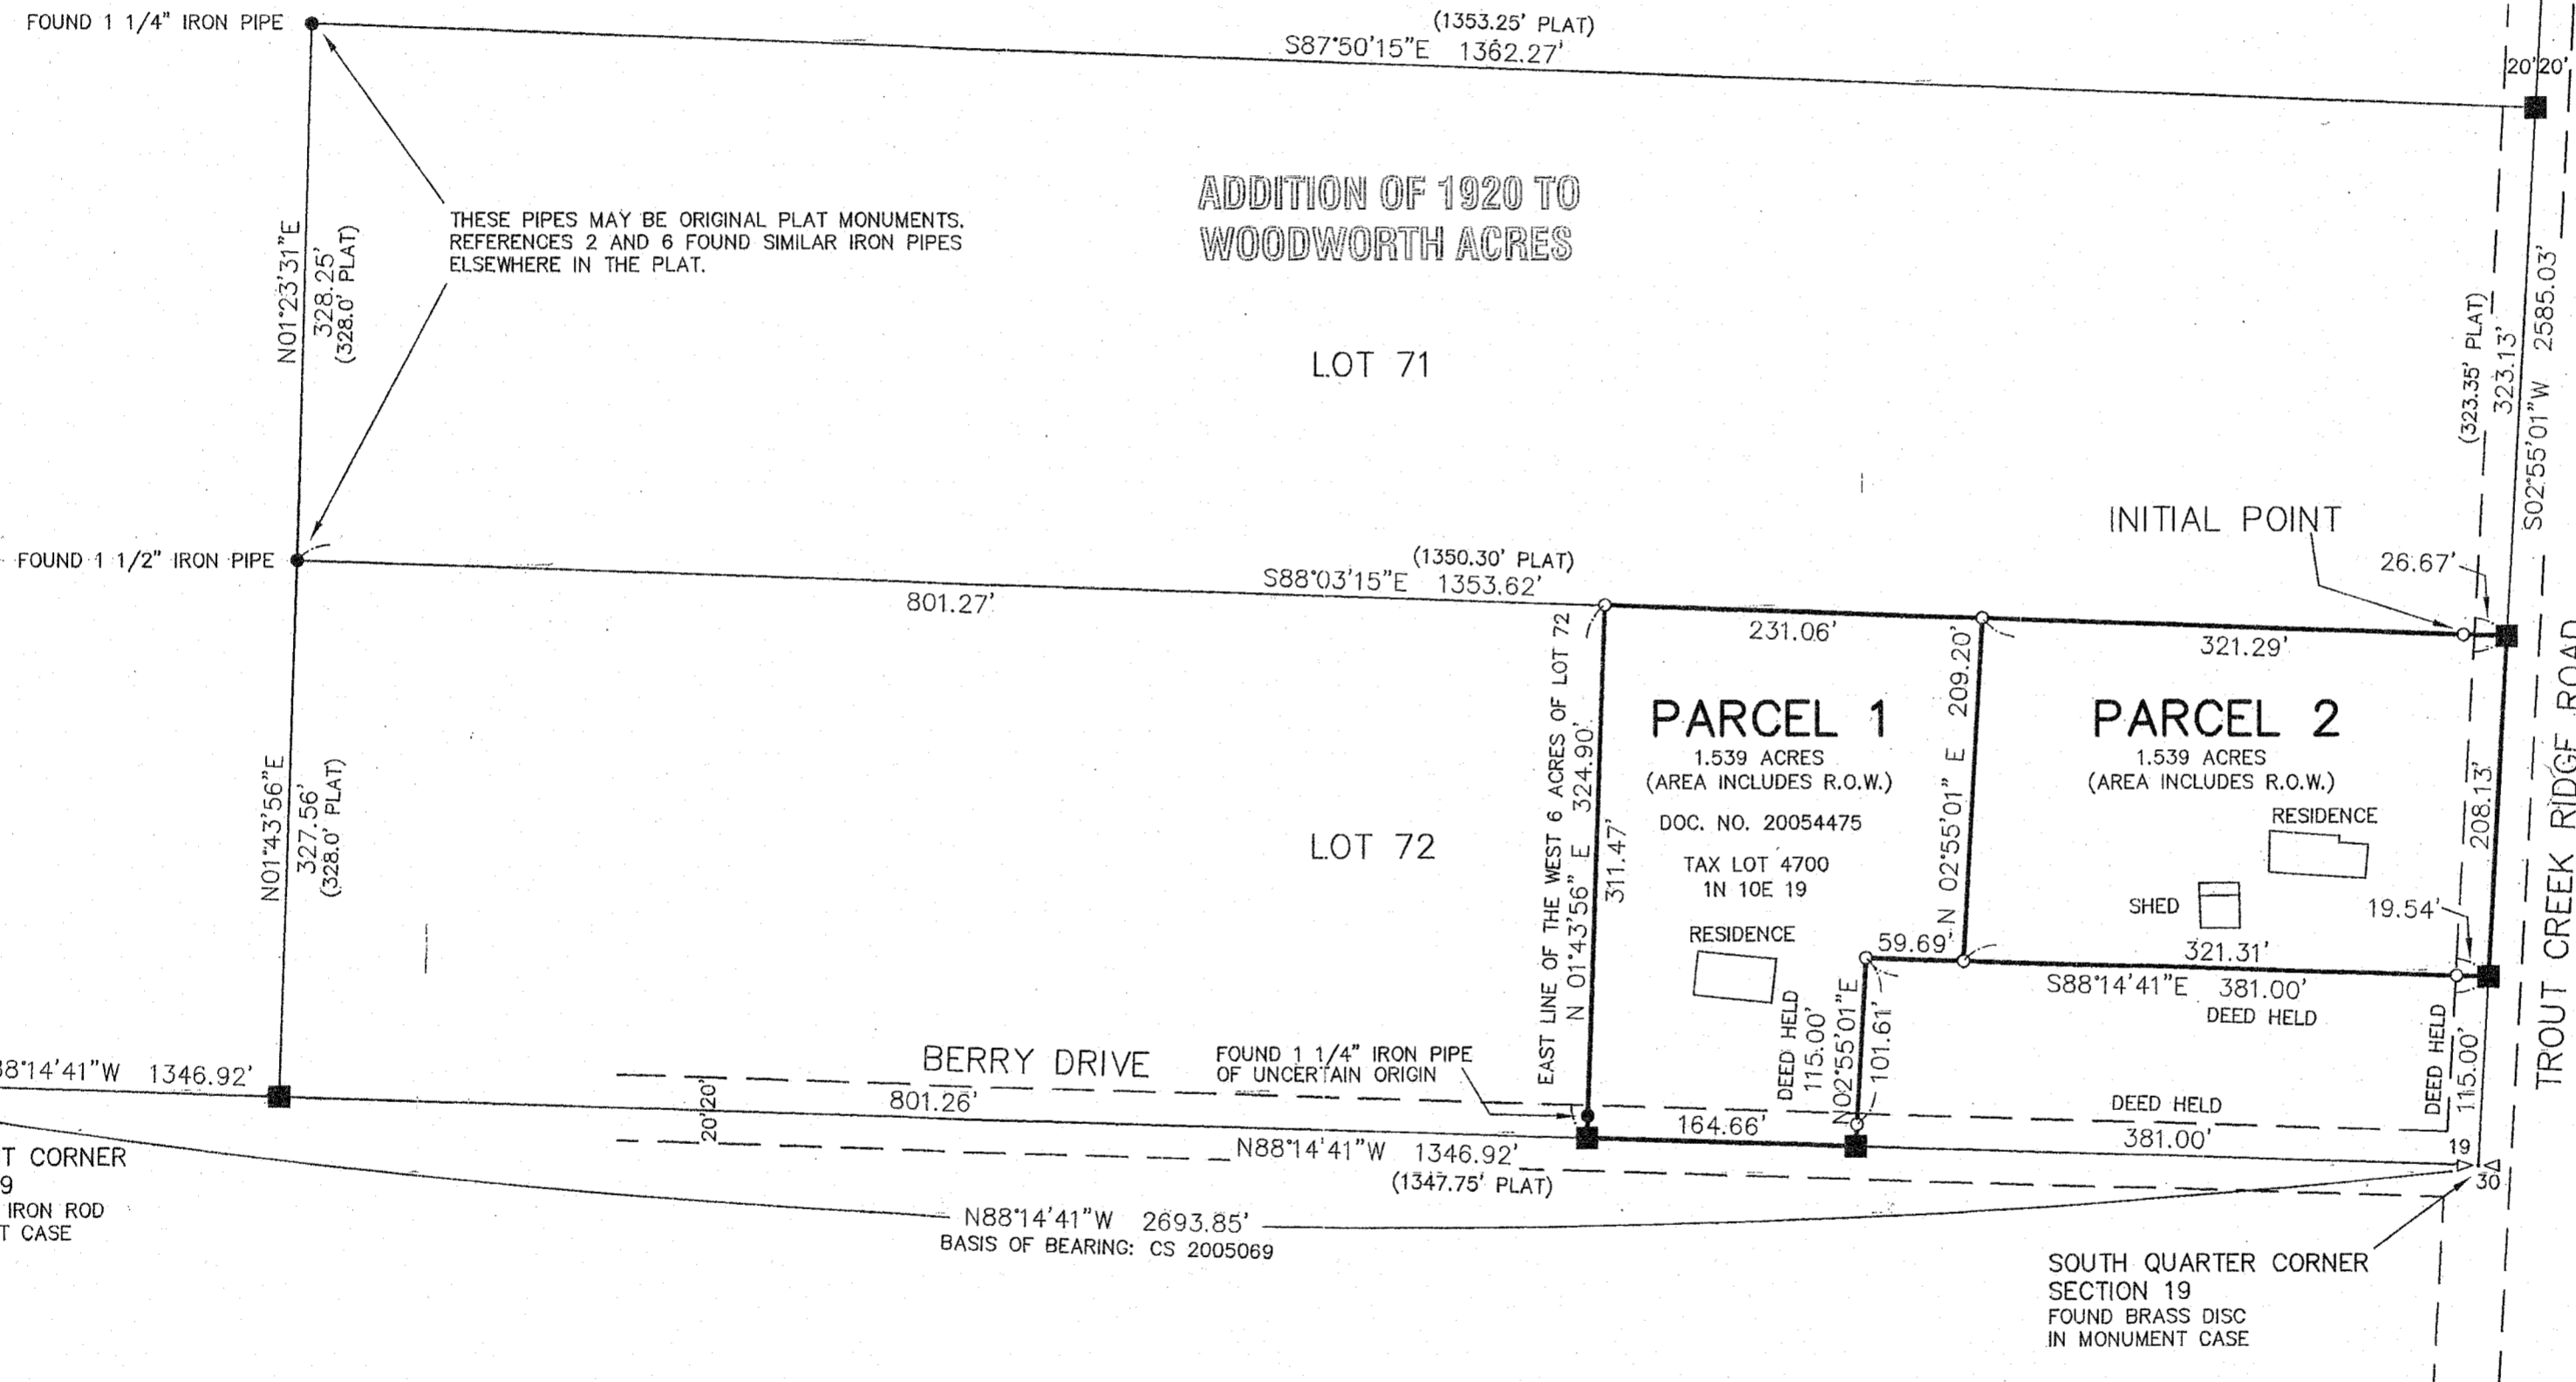 FOUND 1 1/4" IRON PIPE
(1353.25' PLAT)
S87°50'15"E 1362.27'
20' 20'
ADDITION OF 1920 TO
WOODWORTH ACRES
THESE PIPES MAY BE ORIGINAL PLAT MONUMENTS.
REFERENCES 2 AND 6 FOUND SIMILAR IRON PIPES
ELSEWHERE IN THE PLAT.
N01°23'31"E
328.25'
(328.0' PLAT)
LOT 71
(323.35' PLAT)
323.13'
S02°55'01"W 2585.03'
INITIAL POINT
26.67'
FOUND 1 1/2" IRON PIPE
(1350.30' PLAT)
S88°03'15"E 1353.62'
801.27'
231.06'
321.29'
N01°43'56"E
327.56'
(328.0' PLAT)
LOT 72
EAST LINE OF THE WEST 6 ACRES OF LOT 72
N 01°43'56" E 324.90'
311.47'
PARCEL 1
1.539 ACRES
(AREA INCLUDES R.O.W.)
DOC. NO. 20054475
TAX LOT 4700
1N 10E 19
RESIDENCE
N 02°55'01" E 209.20'
PARCEL 2
1.539 ACRES
(AREA INCLUDES R.O.W.)
RESIDENCE
SHED
208.13'
19.54'
TROUT CREEK RIDGE ROAD
59.69'
321.31'
S88°14'41"E 381.00'
DEED HELD
DEED HELD
115.00'
N02°55'01"E
101.61'
DEED HELD
115.00'
8°14'41"W 1346.92'
BERRY DRIVE
FOUND 1 1/4" IRON PIPE
OF UNCERTAIN ORIGIN
801.26'
20' 20'
164.66'
DEED HELD
381.00'
N88°14'41"W 1346.92'
(1347.75' PLAT)
19
30
T CORNER
9
IRON ROD
T CASE
N88°14'41"W 2693.85'
BASIS OF BEARING: CS 2005069
SOUTH QUARTER CORNER
SECTION 19
FOUND BRASS DISC
IN MONUMENT CASE